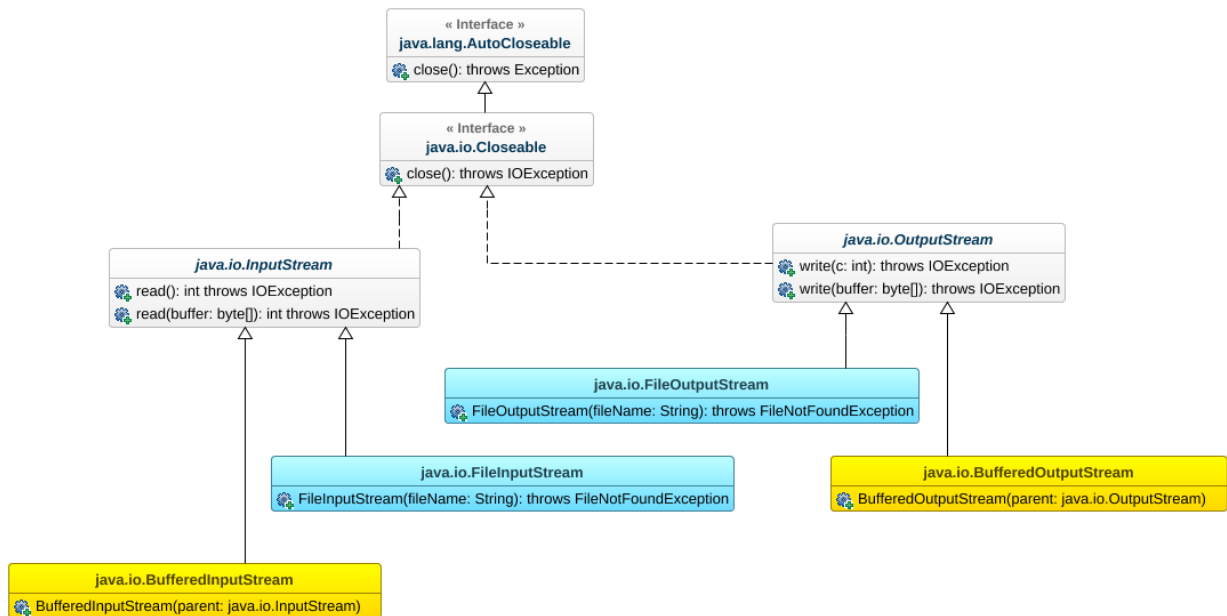 « Interface »
java.lang.AutoCloseable
close(): throws Exception
« Interface »
java.io.Closeable
close(): throws IOException
java.io.InputStream
read(): int throws IOException
read(buffer: byte[]): int throws IOException
java.io.OutputStream
write(c: int): throws IOException
write(buffer: byte[]): throws IOException
java.io.FileOutputStream
FileOutputStream(fileName: String): throws FileNotFoundException
java.io.FileInputStream
FileInputStream(fileName: String): throws FileNotFoundException
java.io.BufferedOutputStream
BufferedOutputStream(parent: java.io.OutputStream)
java.io.BufferedInputStream
BufferedInputStream(parent: java.io.InputStream)